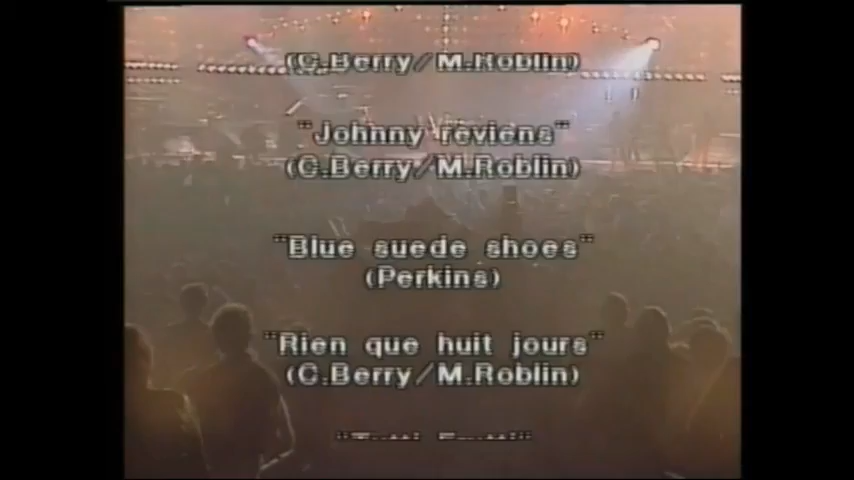 (C.Berry/M.Roblin)
"Johnny reviens"
(C.Berry/M.Roblin)
"Blue suede shoes"
(Perkins)
"Rien que huit jours"
(C.Berry/M.Roblin)